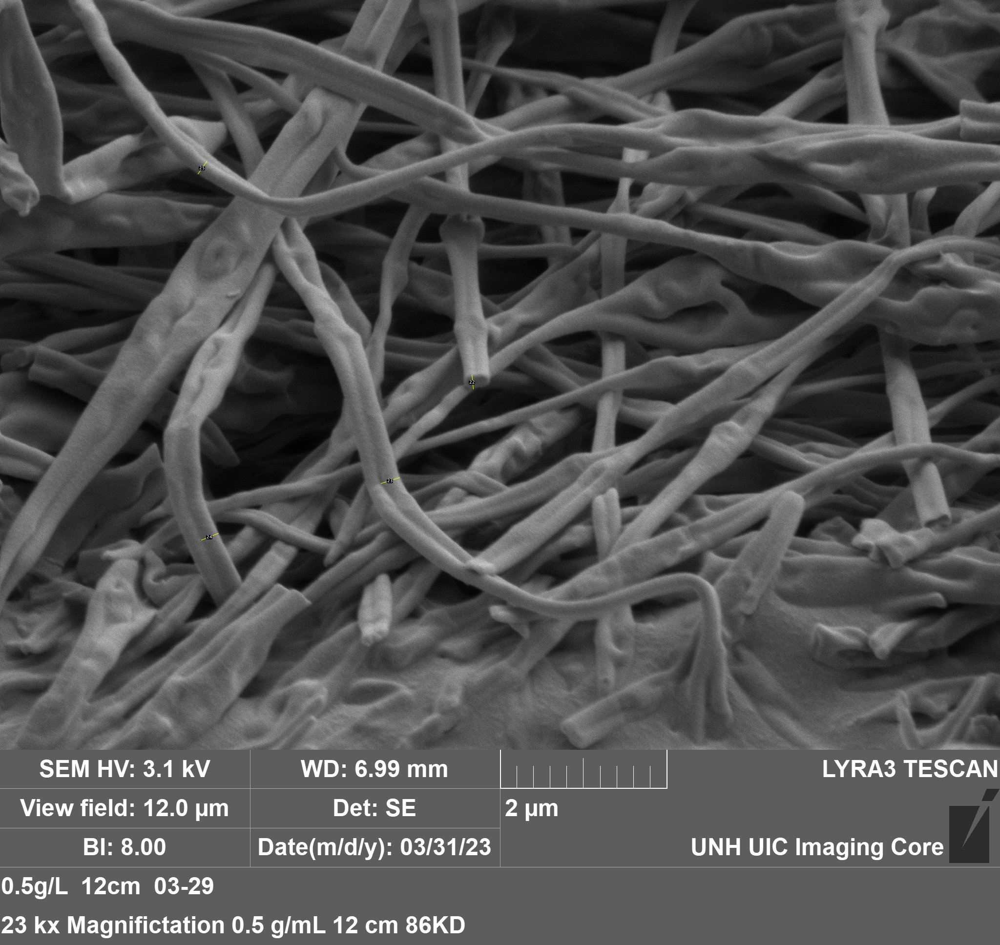 25
22
23
24
SEM HV: 3.1 kV
WD: 6.99 mm
LYRA3 TESCAN
View field: 12.0 µm
Det: SE
2 µm
BI: 8.00
Date(m/d/y): 03/31/23
UNH UIC Imaging Core
0.5g/L 12cm 03-29
23 kx Magnifictation 0.5 g/mL 12 cm 86KD